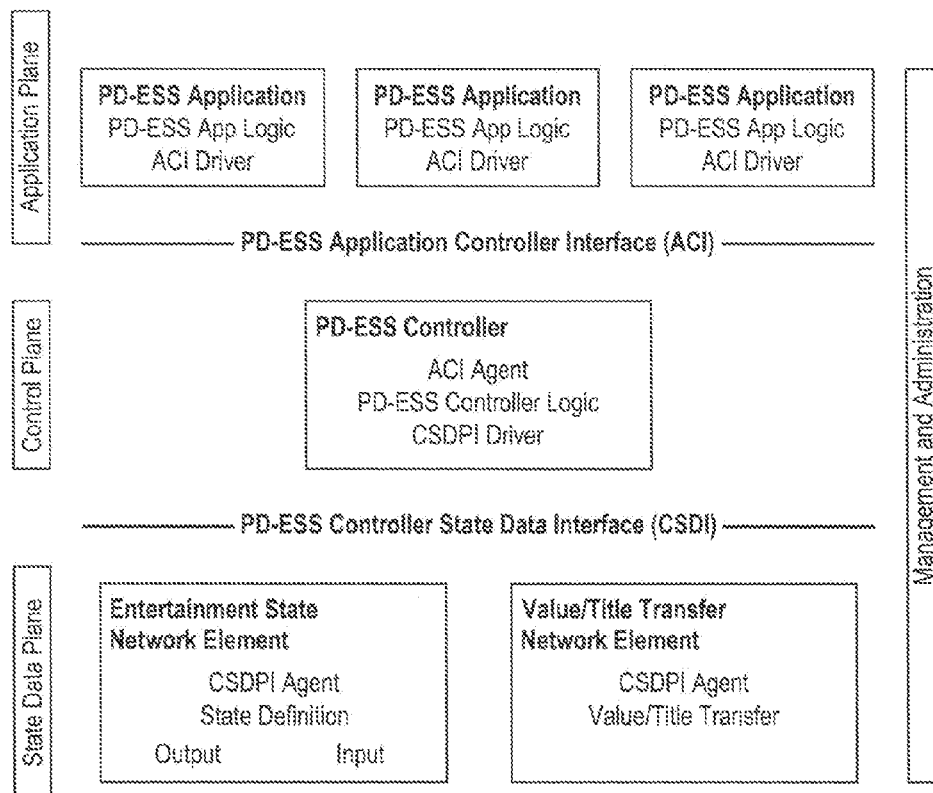 Application Plane
PD-ESS Application
PD-ESS App Logic
ACI Driver
PD-ESS Application
PD-ESS App Logic
ACI Driver
PD-ESS Application
PD-ESS App Logic
ACI Driver
PD-ESS Application Controller Interface (ACI)
Control Plane
PD-ESS Controller
ACI Agent
PD-ESS Controller Logic
CSDPI Driver
PD-ESS Controller State Data Interface (CSDI)
State Data Plane
Entertainment State
Network Element
CSDPI Agent
State Definition
Output Input
Value/Title Transfer
Network Element
CSDPI Agent
Value/Title Transfer
Management and Administration